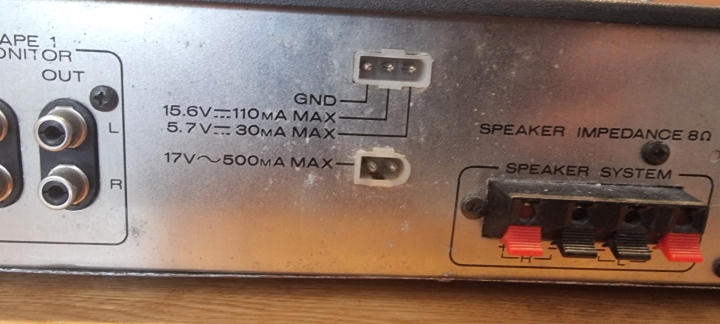 APE 1
ONITOR
OUT
L
R
GND
15.6V⎓110mA MAX
5.7V⎓30mA MAX
17V～500mA MAX
SPEAKER IMPEDANCE 8Ω
SPEAKER SYSTEM
+ - - +
R L